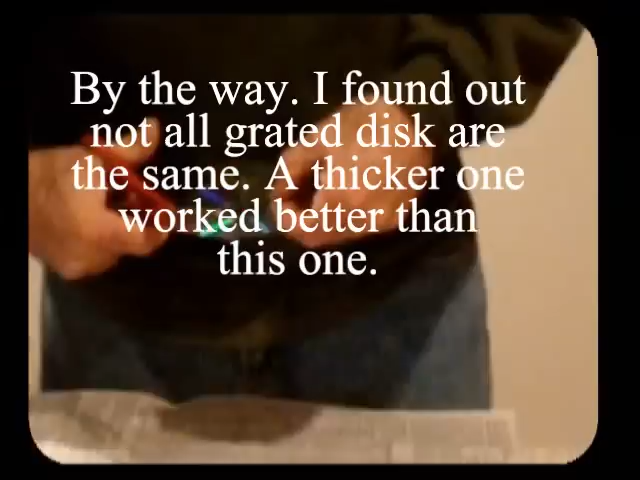 By the way. I found out
not all grated disk are
the same. A thicker one
worked better than
this one.